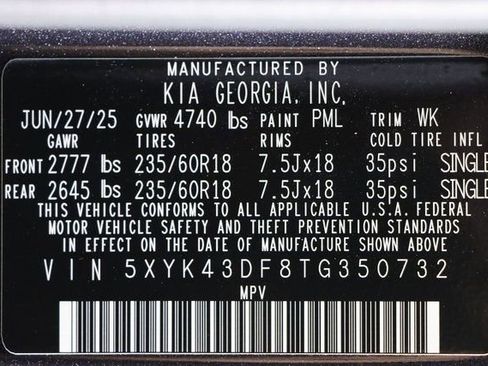 MANUFACTURED BY
KIA GEORGIA, INC.
JUN/27/25 GVWR 4740 lbs PAINT PML TRIM WK
GAWR TIRES RIMS COLD TIRE INFL
FRONT 2777 lbs 235/60R18 7.5Jx18 35psi SINGLE
REAR 2645 lbs 235/60R18 7.5Jx18 35psi SINGLE
THIS VEHICLE CONFORMS TO ALL APPLICABLE U.S.A. FEDERAL
MOTOR VEHICLE SAFETY AND THEFT PREVENTION STANDARDS
IN EFFECT ON THE DATE OF MANUFACTURE SHOWN ABOVE
VIN 5XYK43DF8TG350732
MPV